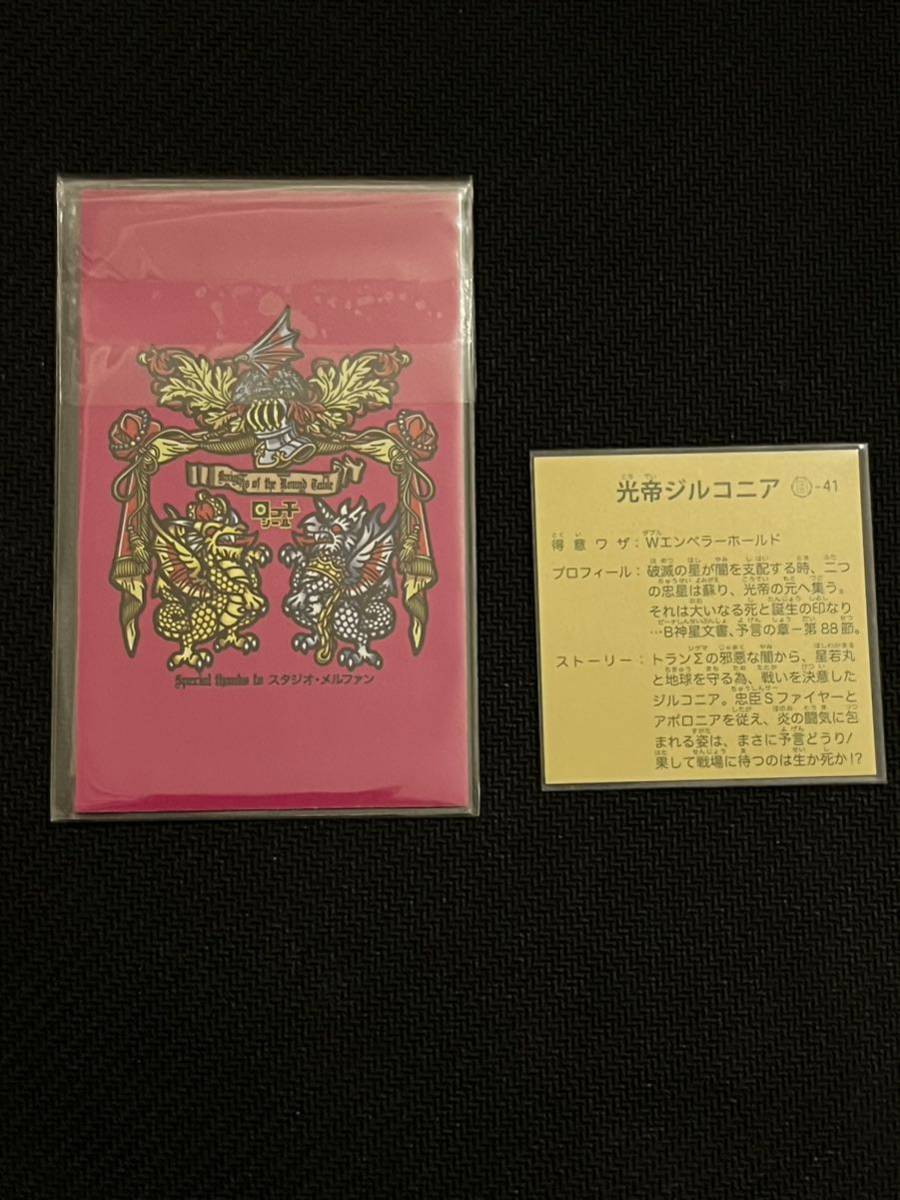 Knights of the Round Table
ロッチ
シール
Special thanks to スタジオ・メルファン
光帝ジルコニア -41
得意ワザ：Wエンペラーホールド
プロフィール：破滅の星が闇を支配する時、二つ
の忠星は蘇り、光帝の元へ集う。
それは大いなる死と誕生の印なり
…B神星文書、予言の章－第88節。
ストーリー：トランΣの邪悪な闇から、星若丸
と地球を守る為、戦いを決意した
ジルコニア。忠臣Sファイヤーと
アポロニアを従え、炎の闘気に包
まれる姿は、まさに予言どうり！
果して戦場に待つのは生か死か!?